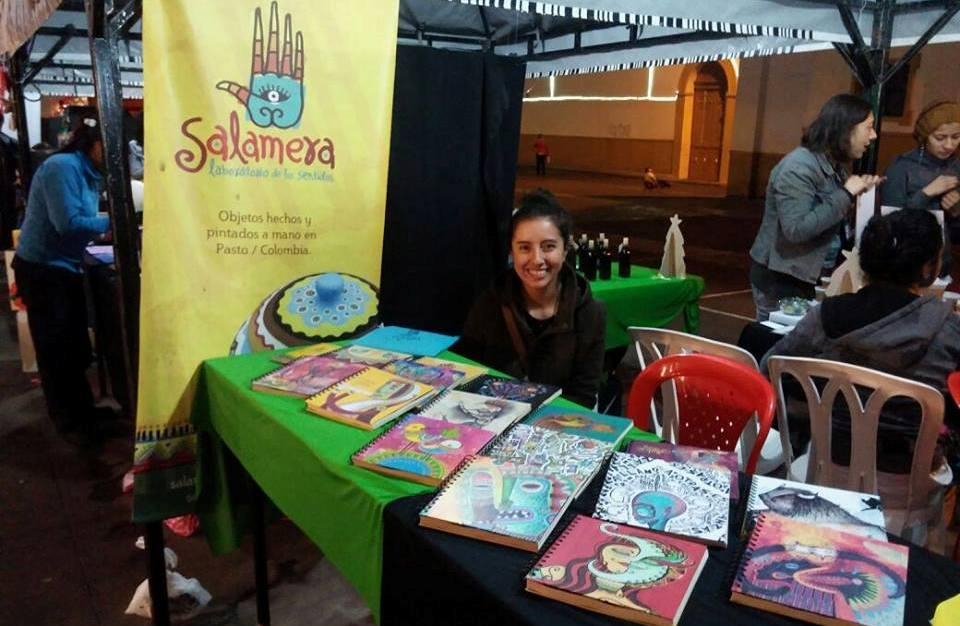 Salamera
laboratorio de los sentidos
Objetos hechos y
pintados a mano en
Pasto / Colombia.